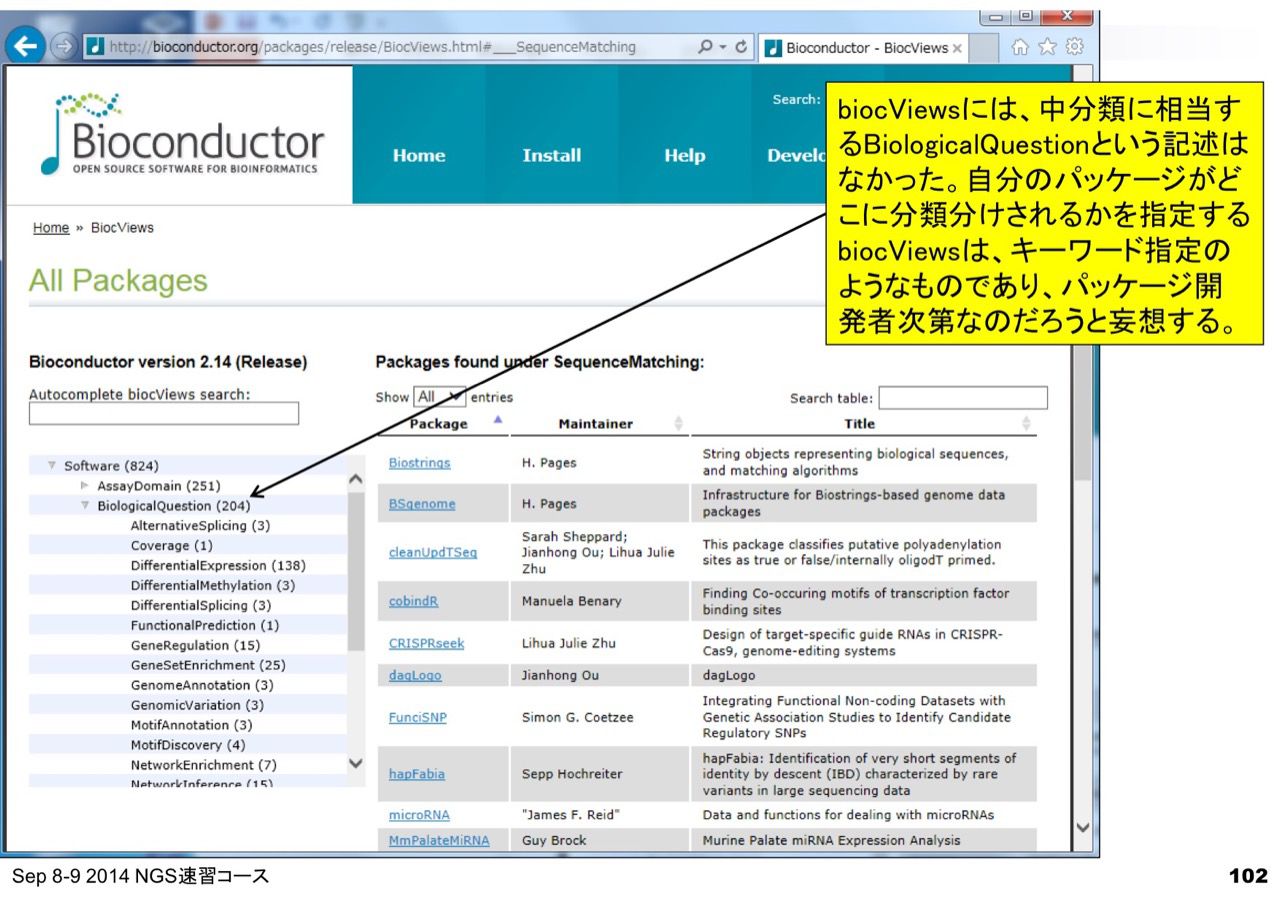 http://bioconductor.org/packages/release/BiocViews.html#___SequenceMatching
Bioconductor - BiocViews
Bioconductor
OPEN SOURCE SOFTWARE FOR BIOINFORMATICS
Home
Install
Help
Develo
Search:
biocViewsには、中分類に相当す
るBiologicalQuestionという記述は
なかった。自分のパッケージがど
こに分類分けされるかを指定する
biocViewsは、キーワード指定の
ようなものであり、パッケージ開
発者次第なのだろうと妄想する。
Home » BiocViews
All Packages
Bioconductor version 2.14 (Release)
Autocomplete biocViews search:
Software (824)
AssayDomain (251)
BiologicalQuestion (204)
AlternativeSplicing (3)
Coverage (1)
DifferentialExpression (138)
DifferentialMethylation (3)
DifferentialSplicing (3)
FunctionalPrediction (1)
GeneRegulation (15)
GeneSetEnrichment (25)
GenomeAnnotation (3)
GenomicVariation (3)
MotifAnnotation (3)
MotifDiscovery (4)
NetworkEnrichment (7)
NetworkInference (15)
Packages found under SequenceMatching:
Show All entries
Search table:
Package Maintainer Title
Biostrings H. Pages String objects representing biological sequences,
and matching algorithms
BSgenome H. Pages Infrastructure for Biostrings-based genome data
packages
cleanUpdTSeq Sarah Sheppard;
Jianhong Ou; Lihua Julie
Zhu
This package classifies putative polyadenylation
sites as true or false/internally oligodT primed.
cobindR Manuela Benary Finding Co-occuring motifs of transcription factor
binding sites
CRISPRseek Lihua Julie Zhu Design of target-specific guide RNAs in CRISPR-
Cas9, genome-editing systems
dagLogo Jianhong Ou dagLogo
FunciSNP Simon G. Coetzee Integrating Functional Non-coding Datasets with
Genetic Association Studies to Identify Candidate
Regulatory SNPs
hapFabia Sepp Hochreiter hapFabia: Identification of very short segments of
identity by descent (IBD) characterized by rare
variants in large sequencing data
microRNA "James F. Reid" Data and functions for dealing with microRNAs
MmPalateMiRNA Guy Brock Murine Palate miRNA Expression Analysis
Sep 8-9 2014 NGS速習コース
102